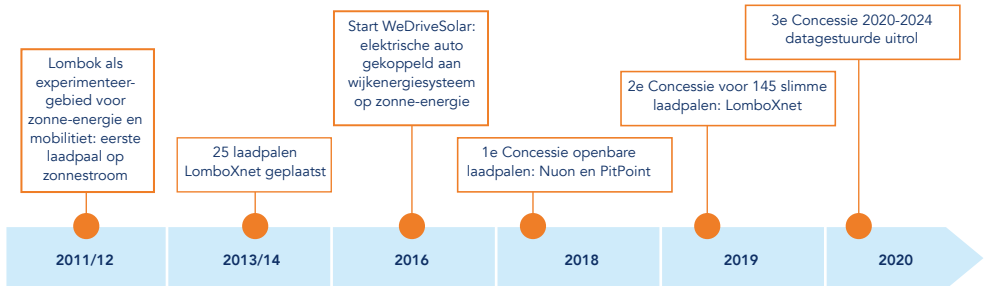 Lombok als
experimenteer-
gebied voor
zonne-energie en
mobilitiet: eerste
laadpaal op
zonnestroom
25 laadpalen
LomboXnet geplaatst
Start WeDriveSolar:
elektrische auto
gekoppeld aan
wijkenergiesysteem
op zonne-energie
1e Concessie openbare
laadpalen: Nuon en PitPoint
2e Concessie voor 145 slimme
laadpalen: LomboXnet
3e Concessie 2020-2024
datagestuurde uitrol
2011/12
2013/14
2016
2018
2019
2020